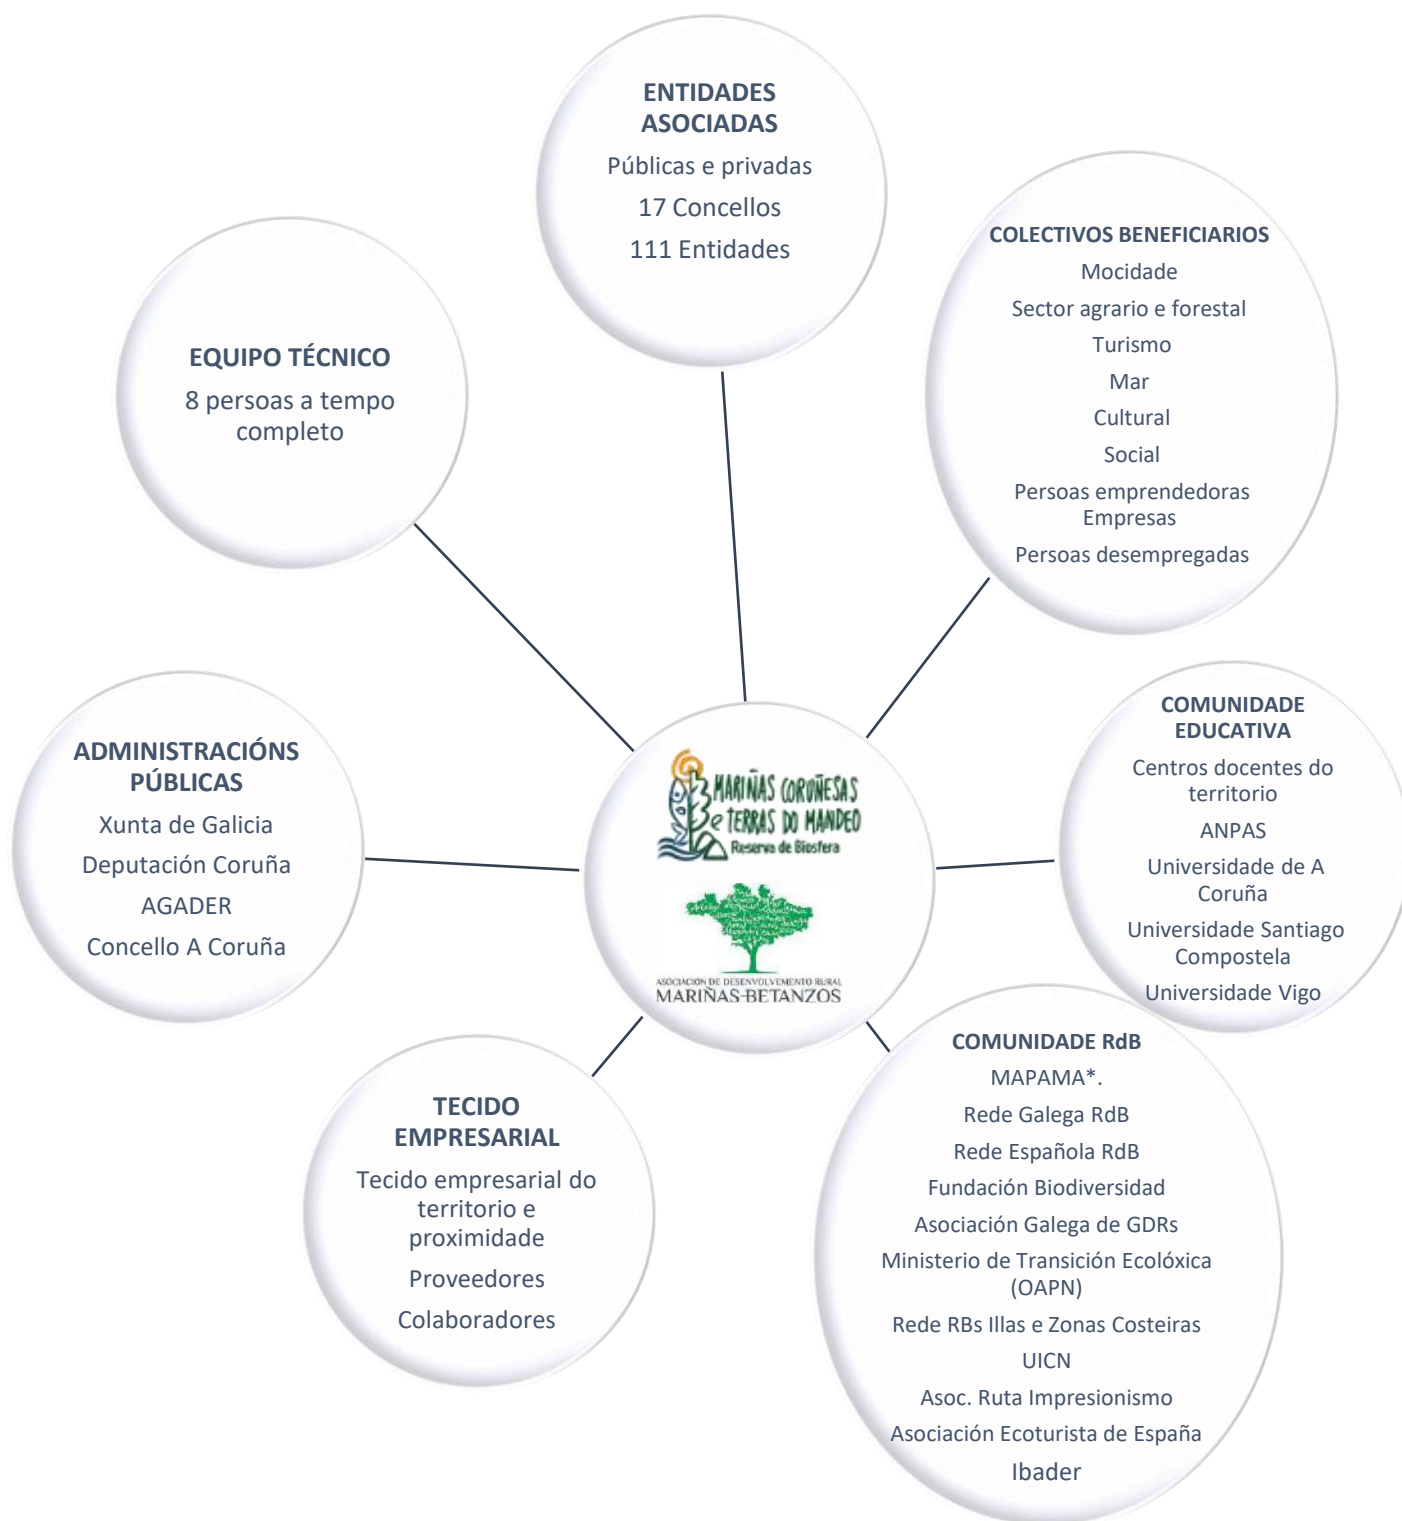 ENTIDADES
ASOCIADAS
Públicas e privadas
17 Concellos
111 Entidades
COLECTIVOS BENEFICIARIOS
Mocidade
Sector agrario e forestal
Turismo
Mar
Cultural
Social
Persoas emprendedoras
Empresas
Persoas desempregadas
EQUIPO TÉCNICO
8 persoas a tempo
completo
COMUNIDADE
EDUCATIVA
Centros docentes do
territorio
ANPAS
Universidade de A
Coruña
Universidade Santiago
Compostela
Universidade Vigo
ADMINISTRACIÓNS
PÚBLICAS
Xunta de Galicia
Deputación Coruña
AGADER
Concello A Coruña
MARIÑAS CORUÑESAS
e TERRAS DO MANDEO
Reserva de Biosfera
ASOCIACIÓN DE DESENVOLVEMENTO RURAL
MARIÑAS-BETANZOS
COMUNIDADE RdB
MAPAMA*.
Rede Galega RdB
Rede Española RdB
Fundación Biodiversidad
Asociación Galega de GDRs
Ministerio de Transición Ecolóxica
(OAPN)
Rede RBs Illas e Zonas Costeiras
UICN
Asoc. Ruta Impresionismo
Asociación Ecoturista de España
Ibader
TECIDO
EMPRESARIAL
Tecido empresarial do
territorio e
proximidade
Proveedores
Colaboradores